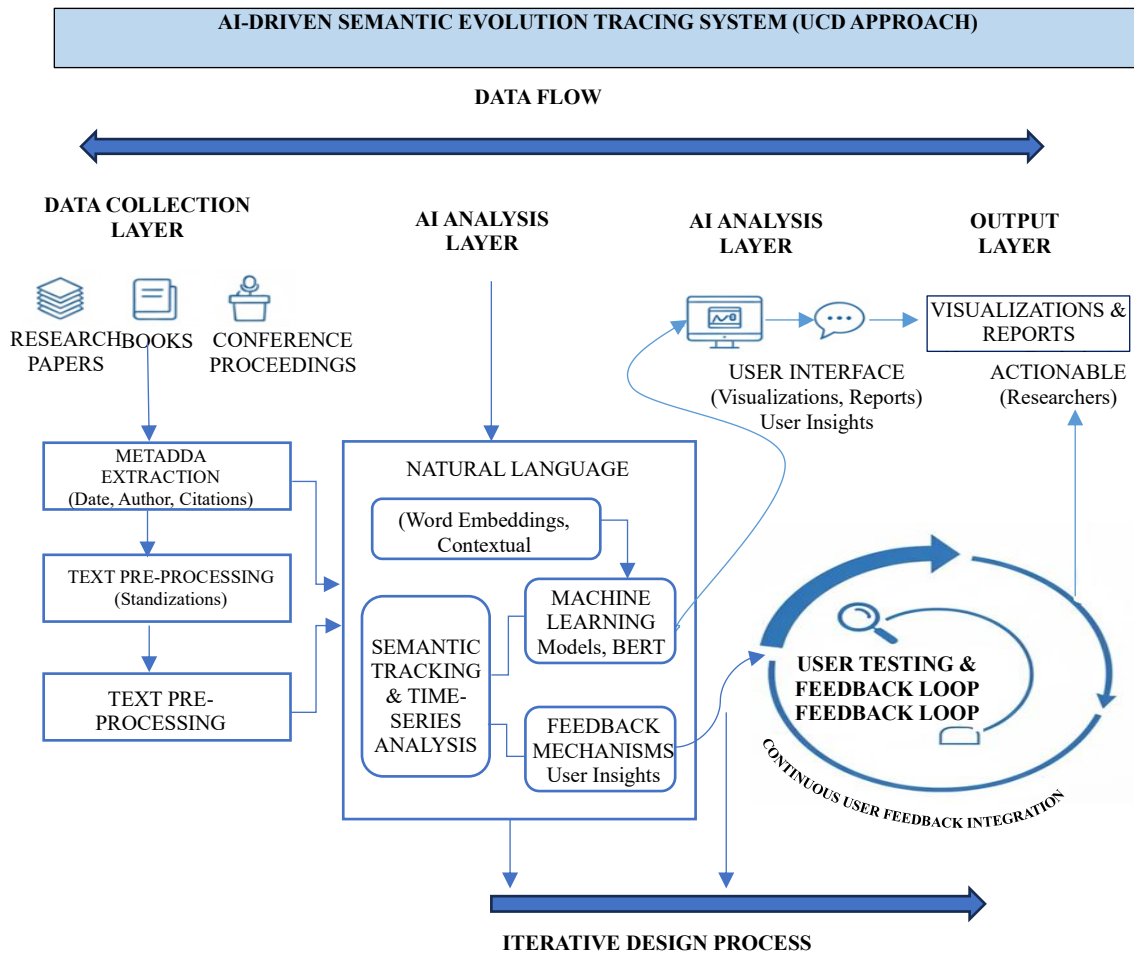 AI-DRIVEN SEMANTIC EVOLUTION TRACING SYSTEM (UCD APPROACH)
DATA FLOW
DATA COLLECTION
LAYER
RESEARCH
PAPERS
BOOKS
CONFERENCE
PROCEEDINGS
METADDA
EXTRACTION
(Date, Author, Citations)
TEXT PRE-PROCESSING
(Standizations)
TEXT PRE-
PROCESSING
AI ANALYSIS
LAYER
NATURAL LANGUAGE
(Word Embeddings,
Contextual
MACHINE
LEARNING
Models, BERT
SEMANTIC
TRACKING
& TIME-
SERIES
ANALYSIS
FEEDBACK
MECHANISMS
User Insights
AI ANALYSIS
LAYER
USER INTERFACE
(Visualizations, Reports)
User Insights
OUTPUT
LAYER
VISUALIZATIONS &
REPORTS
ACTIONABLE
(Researchers)
USER TESTING &
FEEDBACK LOOP
FEEDBACK LOOP
CONTINUOUS USER FEEDBACK INTEGRATION
ITERATIVE DESIGN PROCESS